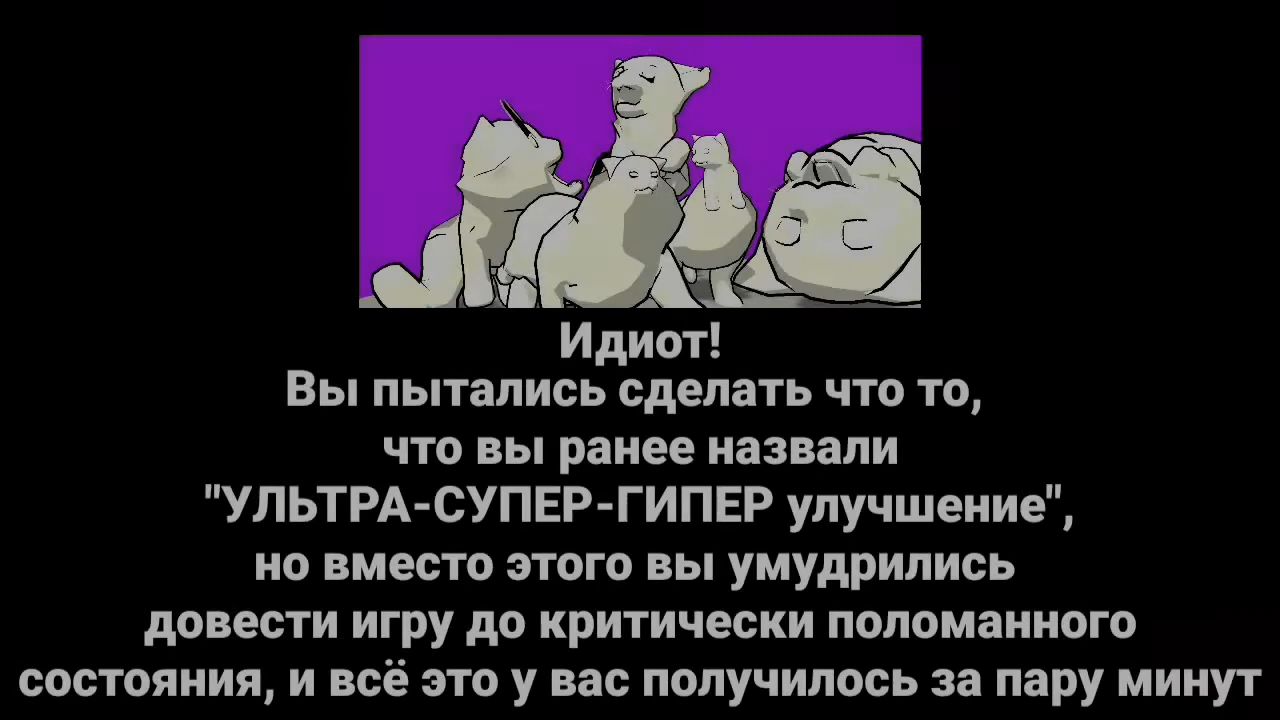 Идиот!
Вы пытались сделать что то,
что вы ранее назвали
"УЛЬТРА-СУПЕР-ГИПЕР улучшение",
но вместо этого вы умудрились
довести игру до критически поломанного
состояния, и всё это у вас получилось за пару минут